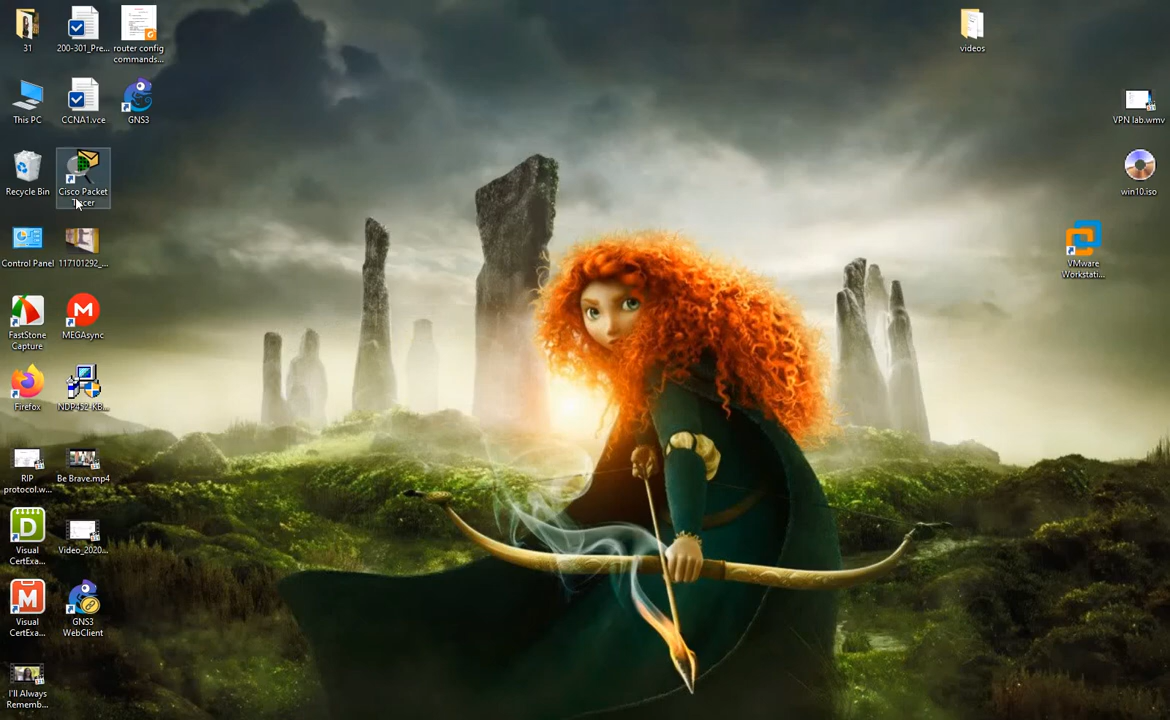 31
200-301_Pre...
router config
commands...
videos
This PC
CCNA1.vce
GNS3
VPN lab.wmv
Recycle Bin
Cisco Packet
Tracer
win10.iso
Control Panel
117101292_...
VMware
Workstati...
FastStone
Capture
MEGAsync
Firefox
NDP452-KB...
RIP
protocol.w...
Be Brave.mp4
Visual
CertExa...
Video_2020...
Visual
CertExa...
GNS3
WebClient
I'll Always
Rememb...